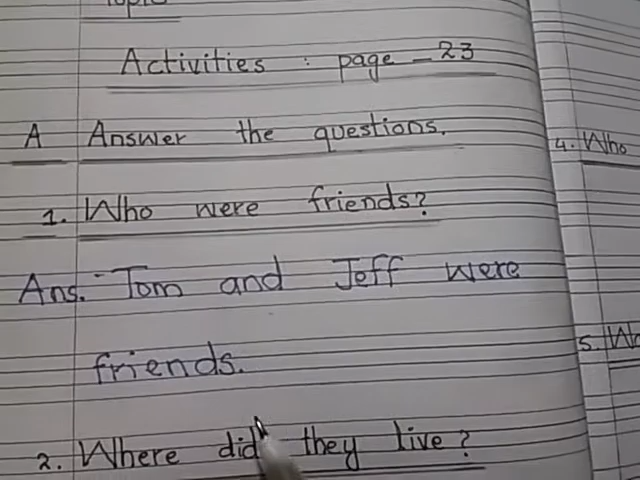 Topic
Activities : page - 23
A Answer the questions.
1. Who were friends?
Ans. - Tom and Jeff were
friends.
2. Where did they live?
4. Who
5.